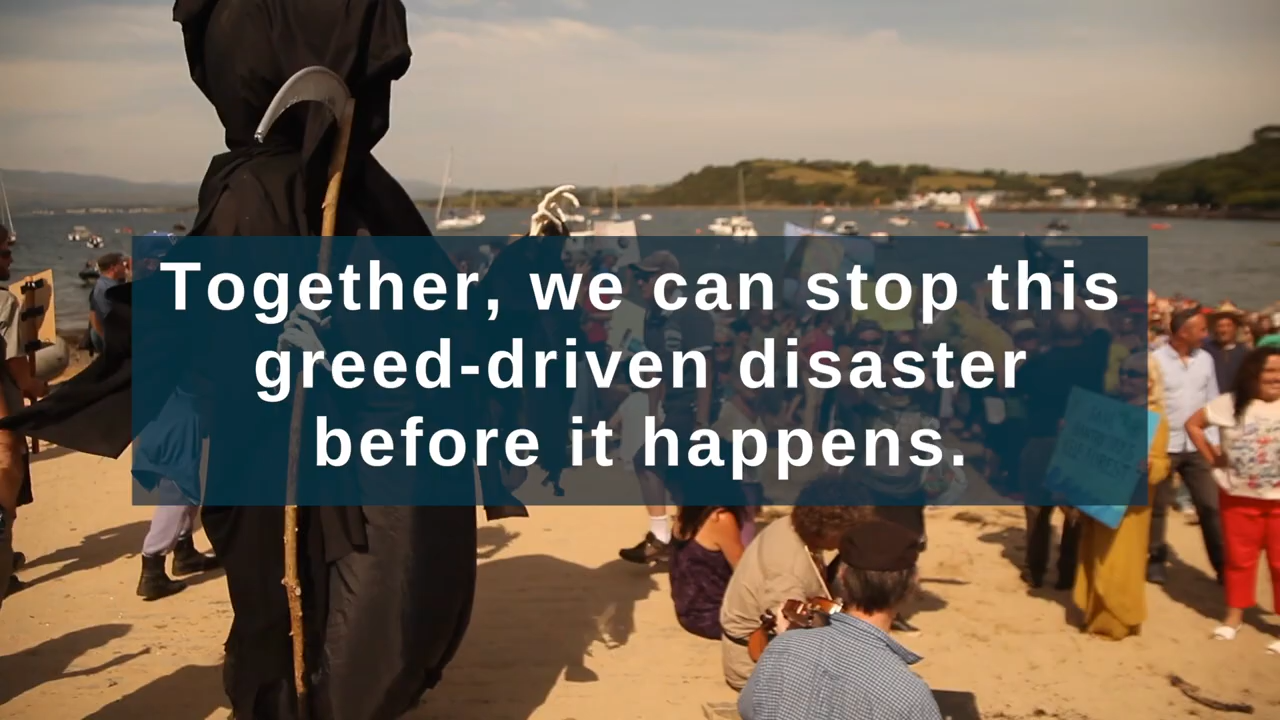 Together, we can stop this
greed-driven disaster
before it happens.